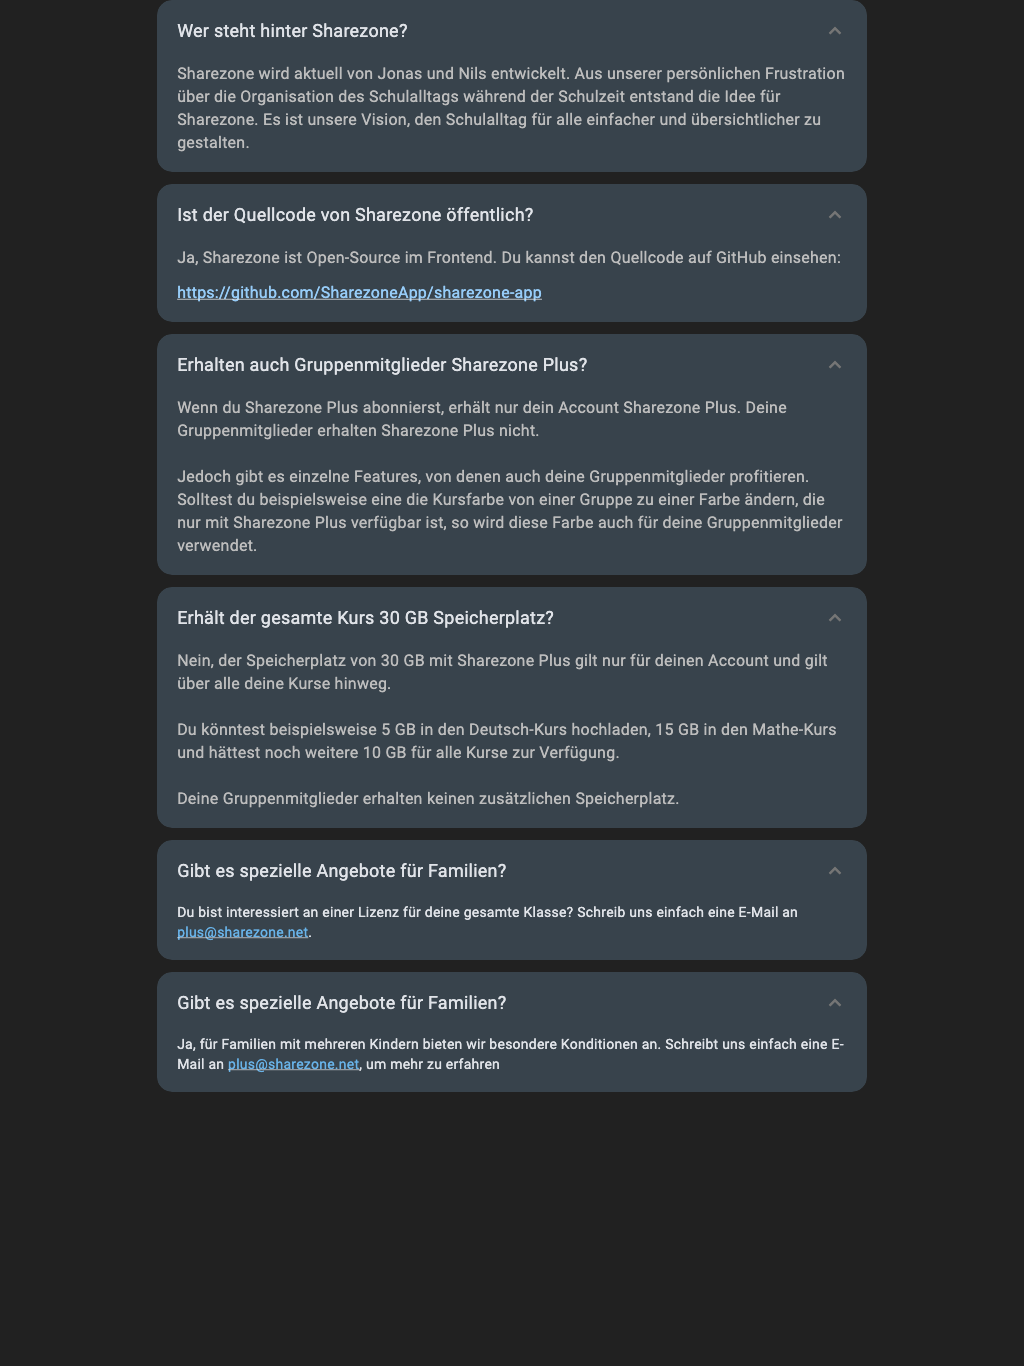 Wer steht hinter Sharezone?
Sharezone wird aktuell von Jonas und Nils entwickelt. Aus unserer persönlichen Frustration
über die Organisation des Schulalltags während der Schulzeit entstand die Idee für
Sharezone. Es ist unsere Vision, den Schulalltag für alle einfacher und übersichtlicher zu
gestalten.
Ist der Quellcode von Sharezone öffentlich?
Ja, Sharezone ist Open-Source im Frontend. Du kannst den Quellcode auf GitHub einsehen:
https://github.com/SharezoneApp/sharezone-app
Erhalten auch Gruppenmitglieder Sharezone Plus?
Wenn du Sharezone Plus abonnierst, erhält nur dein Account Sharezone Plus. Deine
Gruppenmitglieder erhalten Sharezone Plus nicht.
Jedoch gibt es einzelne Features, von denen auch deine Gruppenmitglieder profitieren.
Solltest du beispielsweise eine die Kursfarbe von einer Gruppe zu einer Farbe ändern, die
nur mit Sharezone Plus verfügbar ist, so wird diese Farbe auch für deine Gruppenmitglieder
verwendet.
Erhält der gesamte Kurs 30 GB Speicherplatz?
Nein, der Speicherplatz von 30 GB mit Sharezone Plus gilt nur für deinen Account und gilt
über alle deine Kurse hinweg.
Du könntest beispielsweise 5 GB in den Deutsch-Kurs hochladen, 15 GB in den Mathe-Kurs
und hättest noch weitere 10 GB für alle Kurse zur Verfügung.
Deine Gruppenmitglieder erhalten keinen zusätzlichen Speicherplatz.
Gibt es spezielle Angebote für Familien?
Du bist interessiert an einer Lizenz für deine gesamte Klasse? Schreib uns einfach eine E-Mail an
plus@sharezone.net.
Gibt es spezielle Angebote für Familien?
Ja, für Familien mit mehreren Kindern bieten wir besondere Konditionen an. Schreibt uns einfach eine E-
Mail an plus@sharezone.net, um mehr zu erfahren